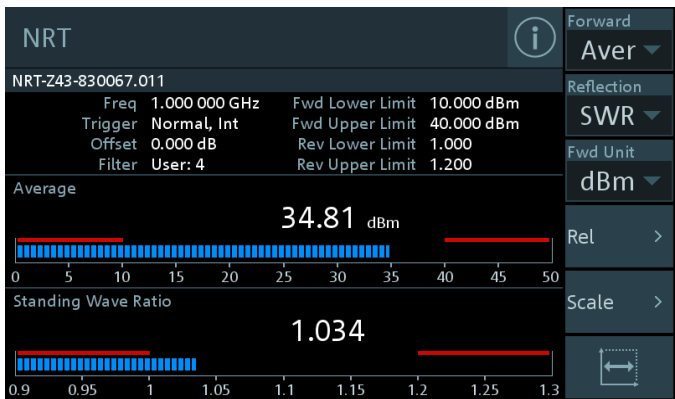 NRT
i
Forward
Aver
NRT-Z43-830067.011
Reflection
SWR
Freq 1.000 000 GHz Fwd Lower Limit 10.000 dBm
Trigger Normal, Int Fwd Upper Limit 40.000 dBm
Offset 0.000 dB Rev Lower Limit 1.000
Filter User: 4 Rev Upper Limit 1.200
Fwd Unit
dBm
Average
34.81 dBm
Rel >
0 5 10 15 20 25 30 35 40 45 50
Standing Wave Ratio
Scale >
1.034
0.9 0.95 1 1.05 1.1 1.15 1.2 1.25 1.3